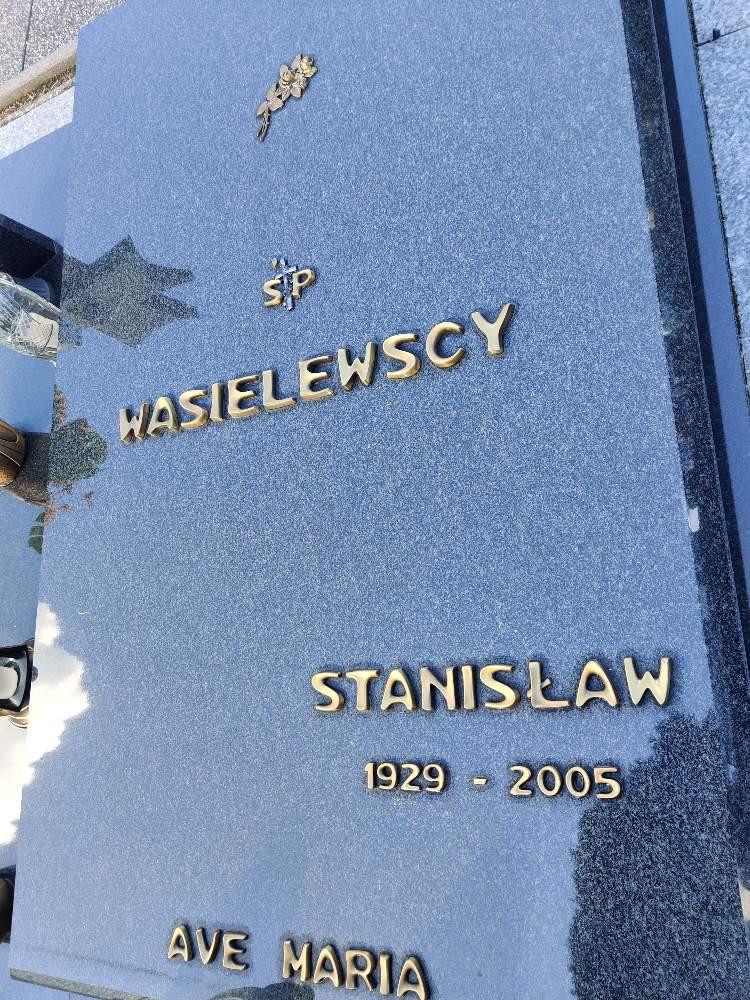 ŚP
WASIELEWSCY
STANISŁAW
1929 - 2005
AVE MARIA